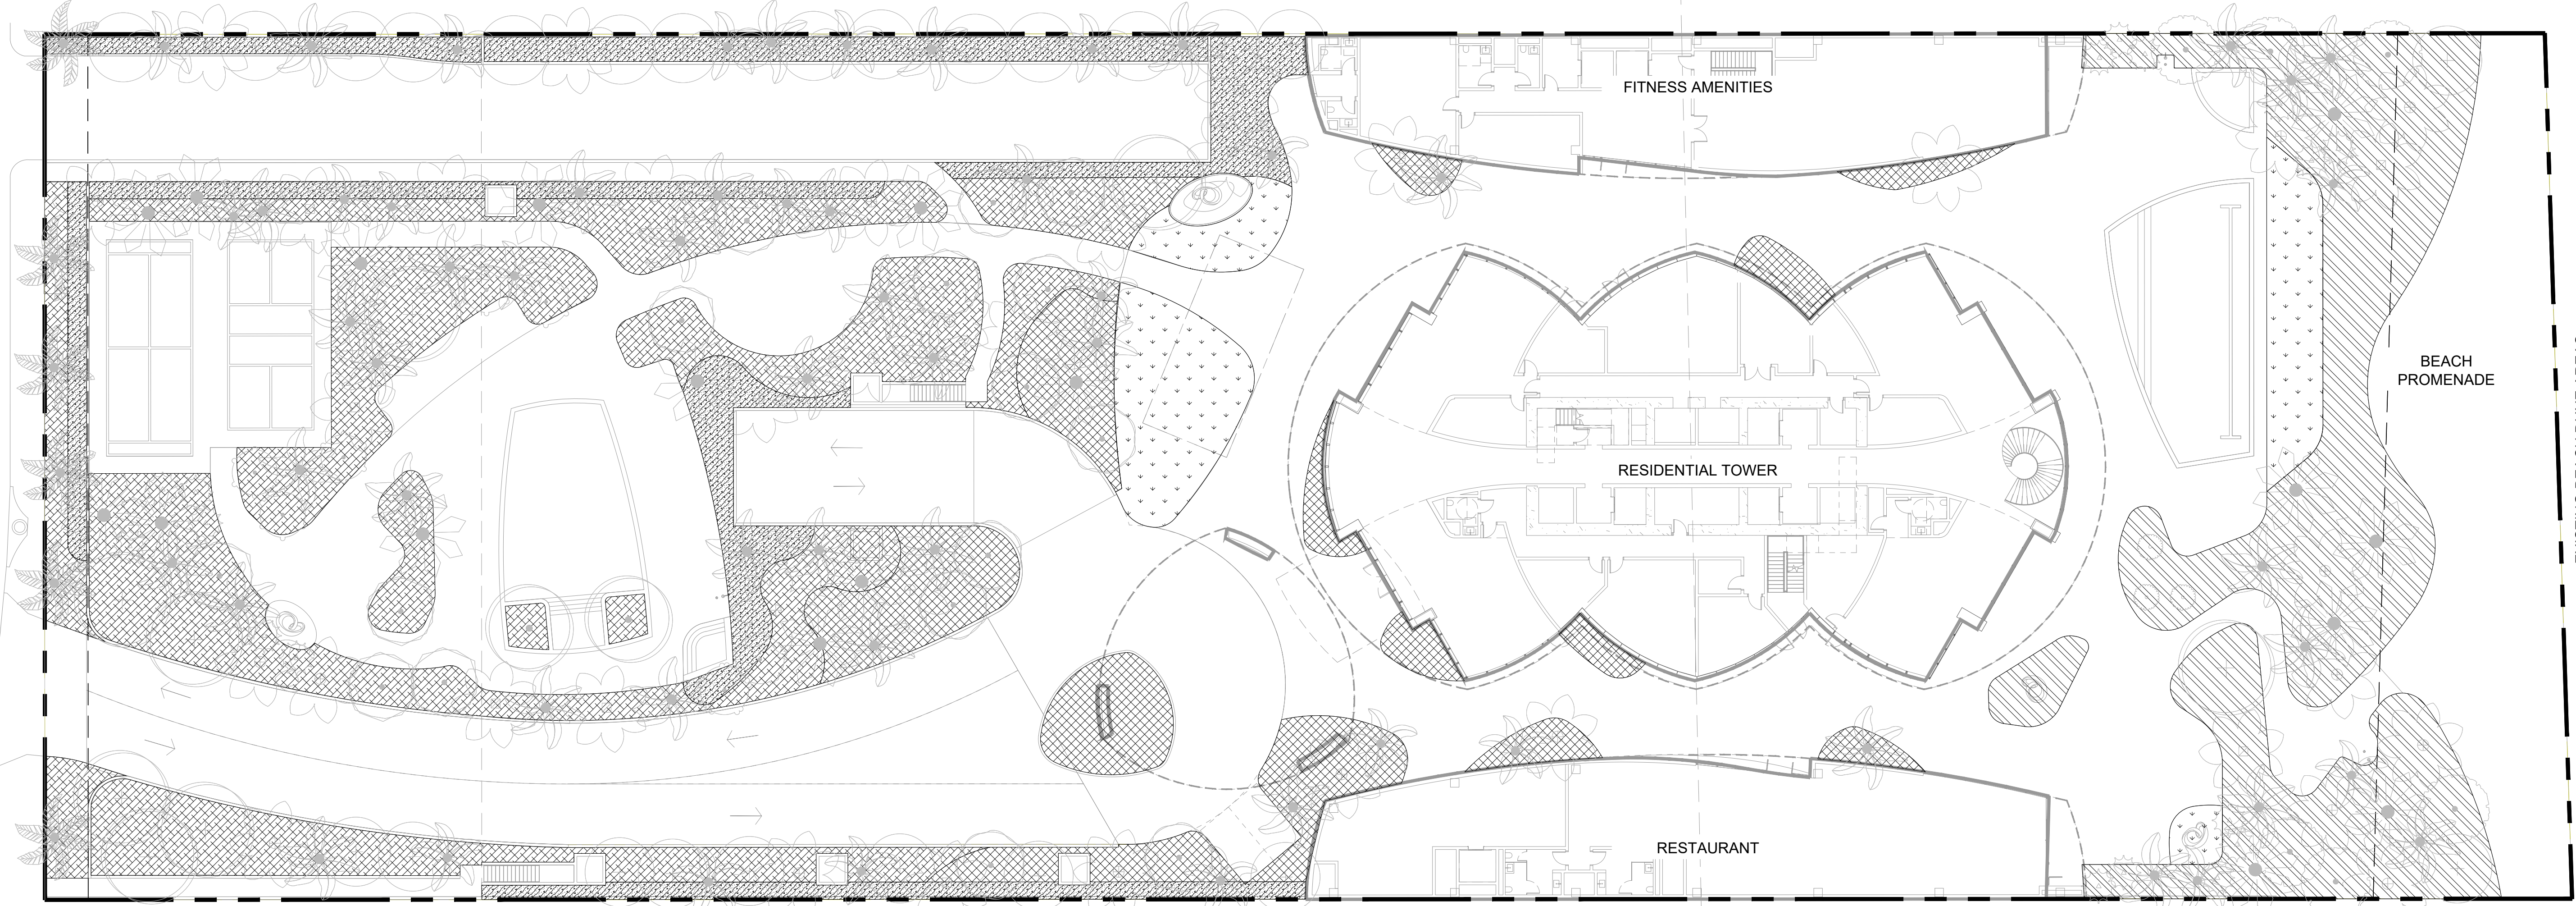 FITNESS AMENITIES
BEACH
PROMENADE
RESIDENTIAL TOWER
RESTAURANT